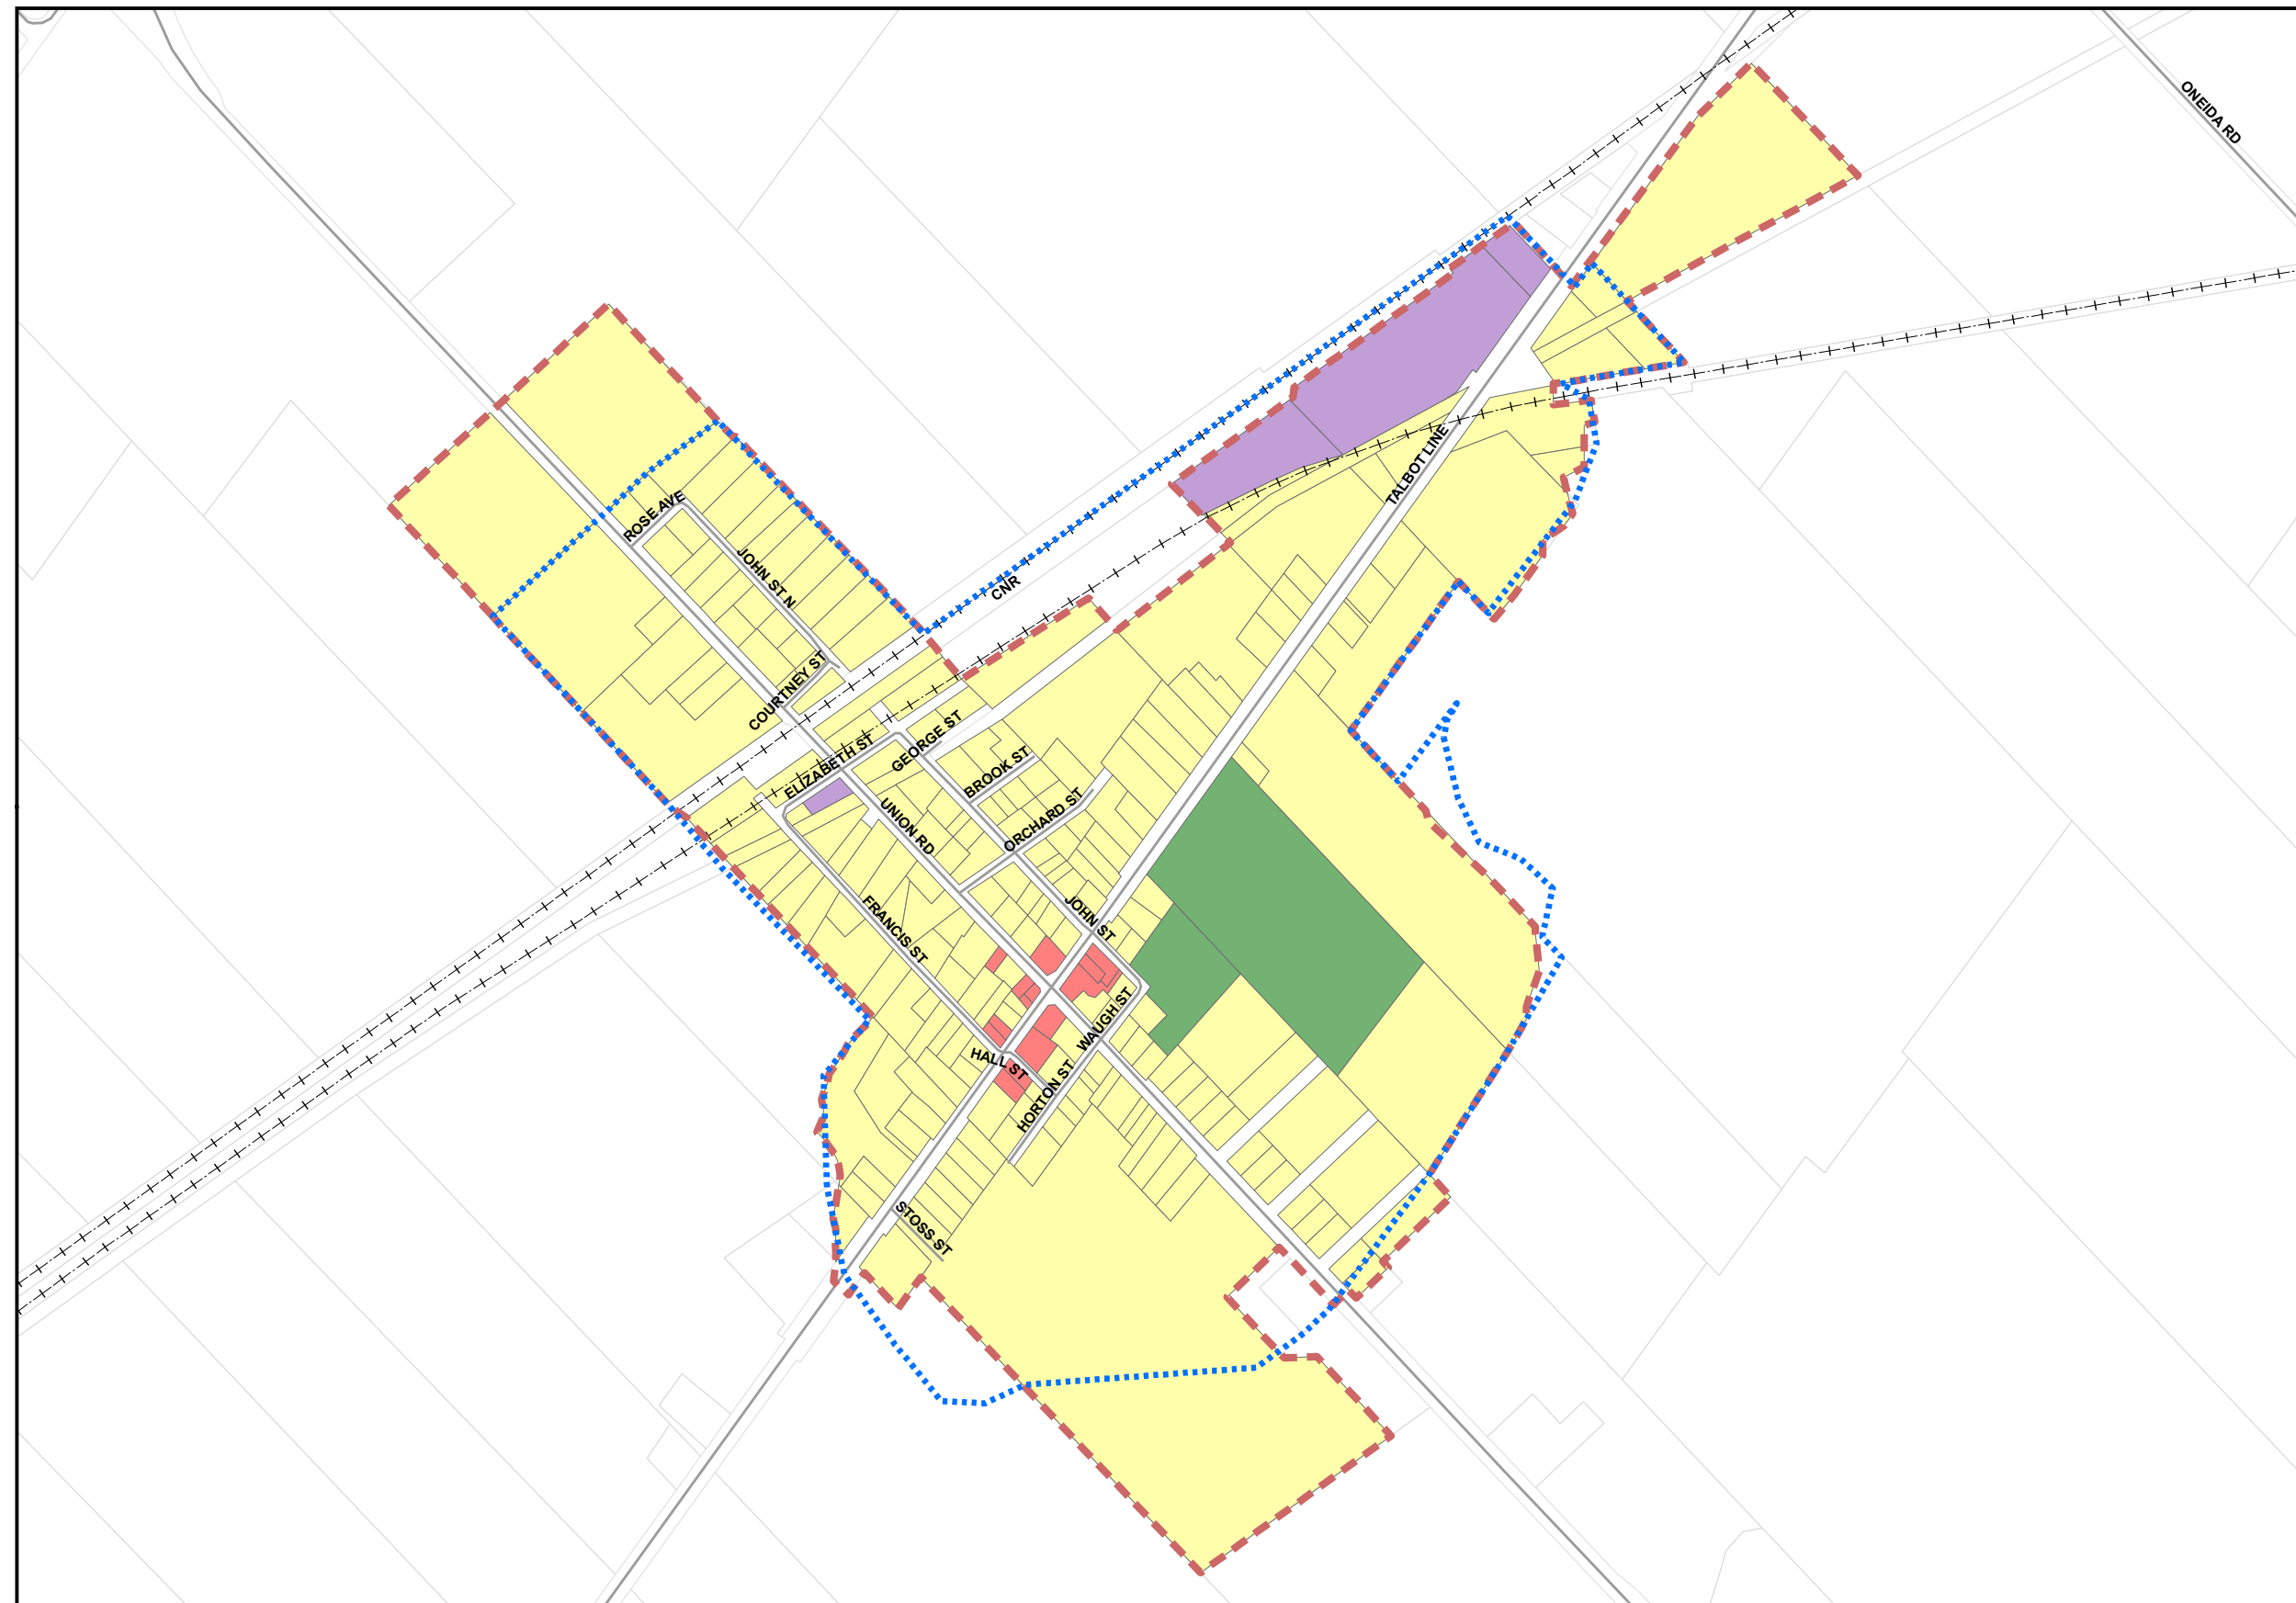 ONEIDA RD
TALBOT LINE
ROSE AVE
JOHN ST N
CNR
COURTNEY ST
GEORGE ST
ELIZABETH ST
BROOK ST
UNION RD
ORCHARD ST
FRANCIS ST
JOHN ST
WAUGH ST
HALL ST
HORTON ST
STOSS ST